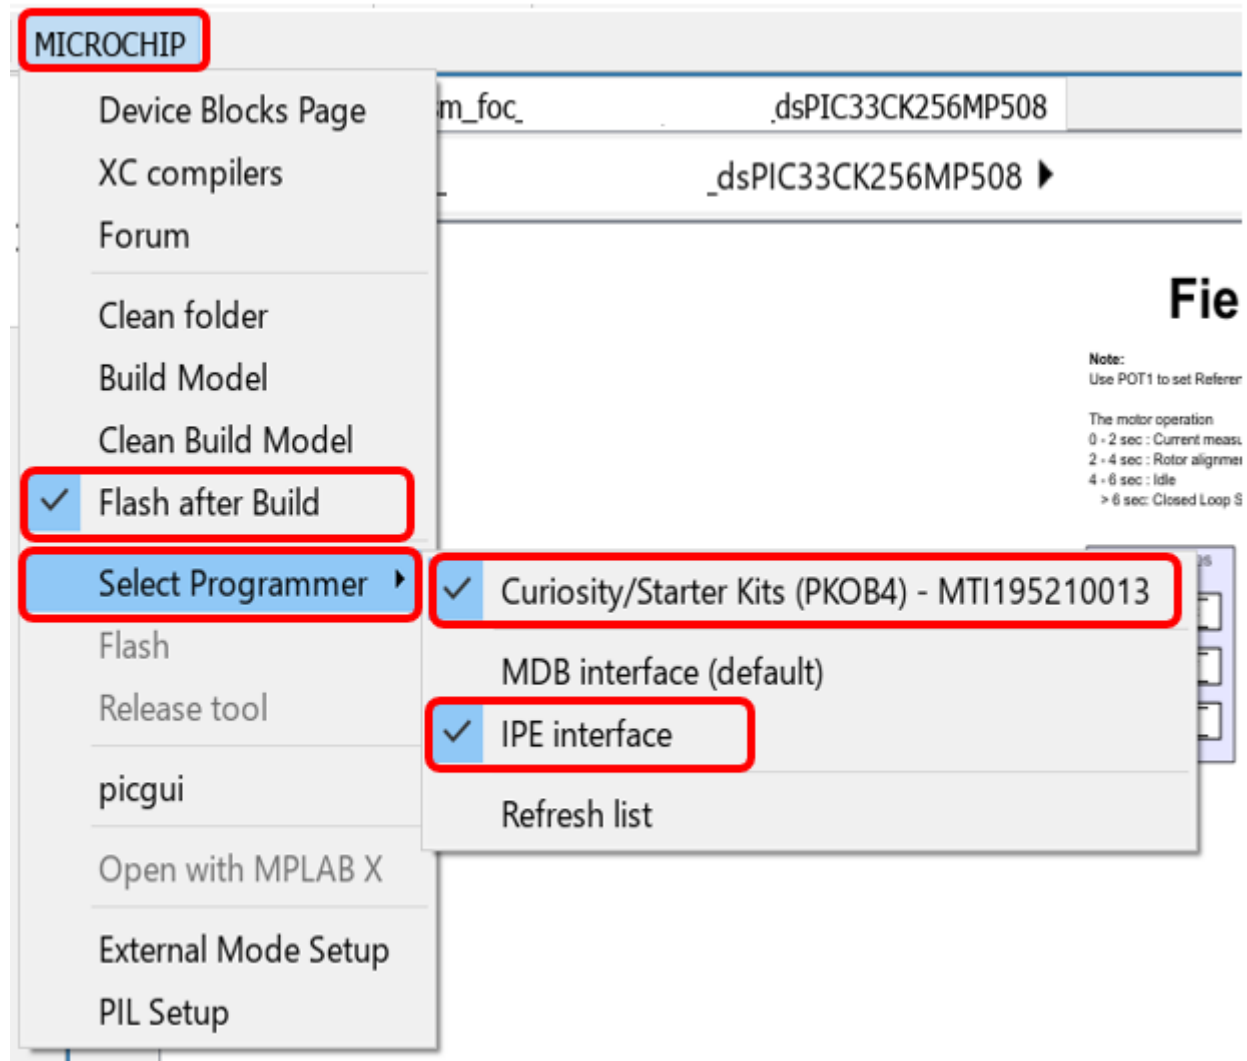 MICROCHIP
Device Blocks Page
XC compilers
Forum
Clean folder
Build Model
Clean Build Model
Flash after Build
Select Programmer
Flash
Release tool
picgui
Open with MPLAB X
External Mode Setup
PIL Setup
m_foc_ _dsPIC33CK256MP508
_ _dsPIC33CK256MP508
Fie
Note:
Use POT1 to set Referen
The motor operation
0 - 2 sec : Current measu
2 - 4 sec : Rotor alignmen
4 - 6 sec : Idle
> 6 sec: Closed Loop S
Curiosity/Starter Kits (PKOB4) - MTI195210013
MDB interface (default)
IPE interface
Refresh list